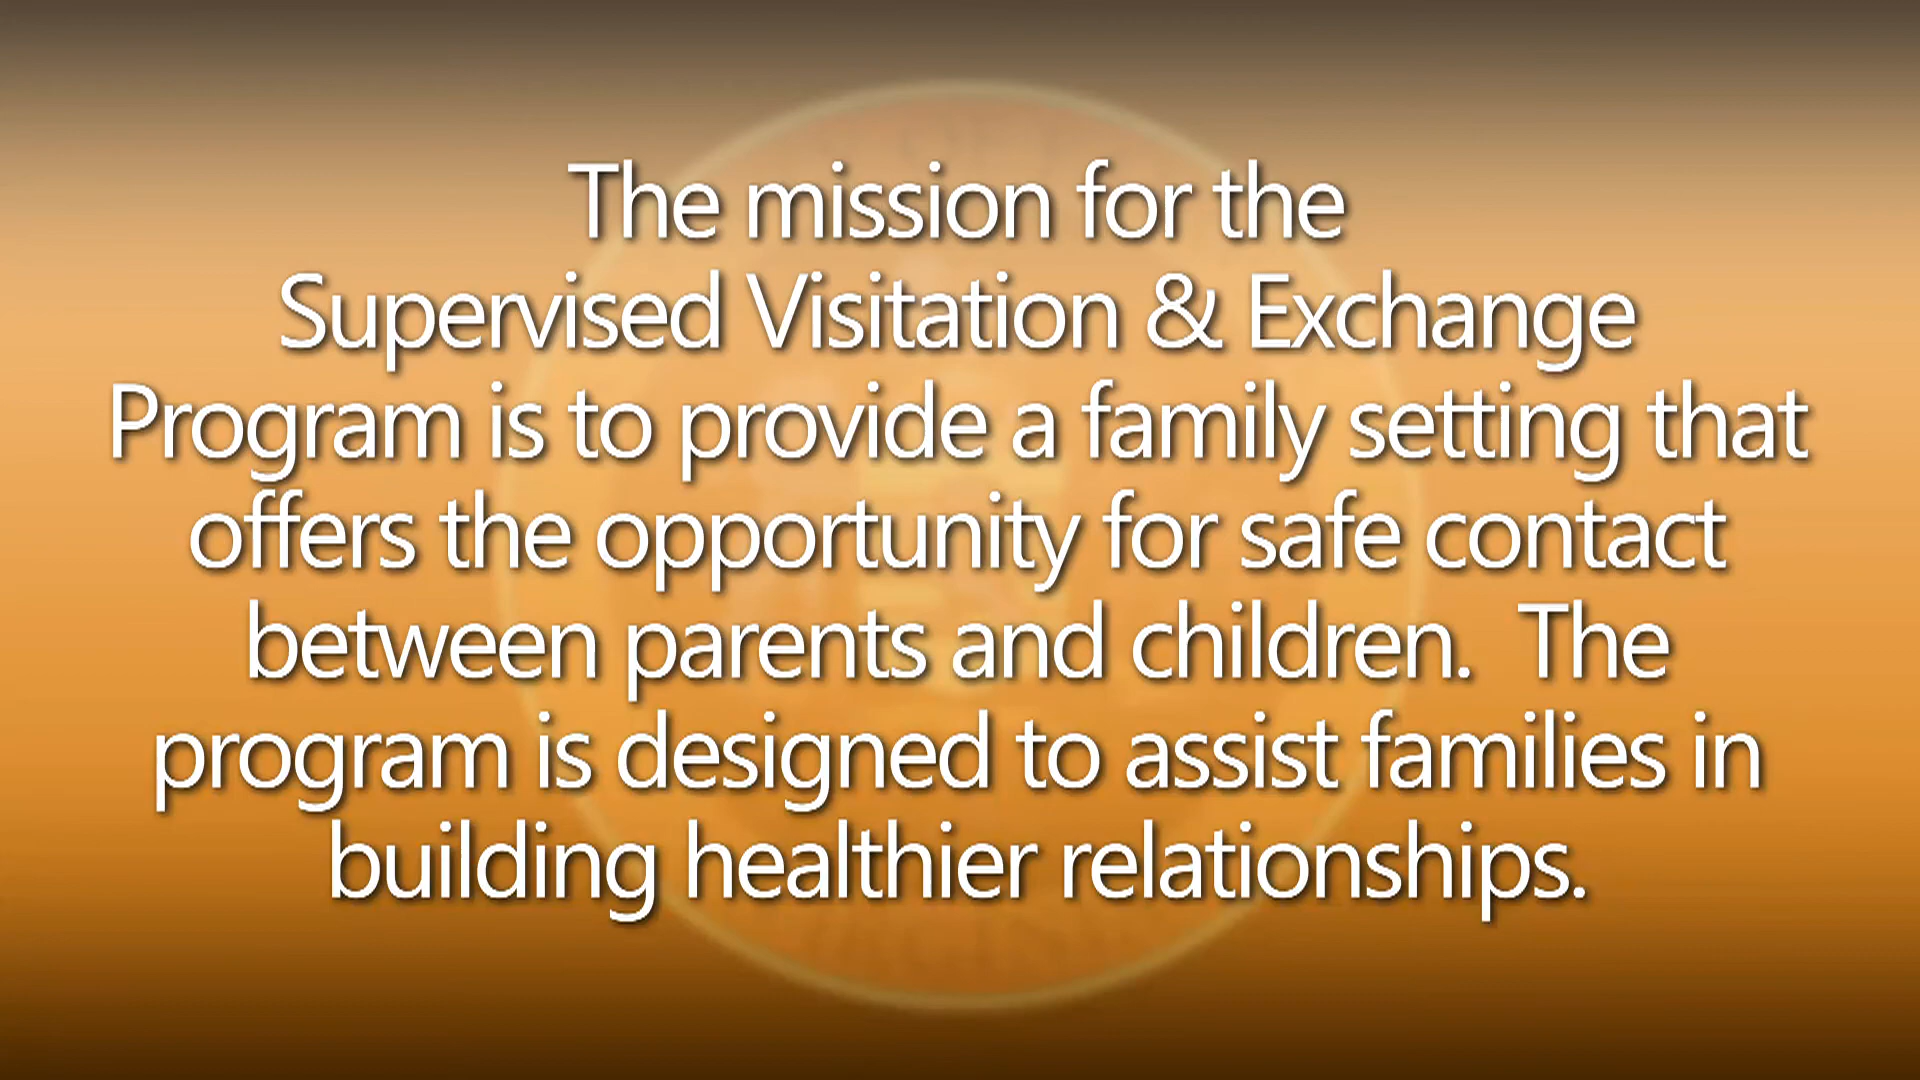 The mission for the
Supervised Visitation & Exchange
Program is to provide a family setting that
offers the opportunity for safe contact
between parents and children.  The
program is designed to assist families in
building healthier relationships.